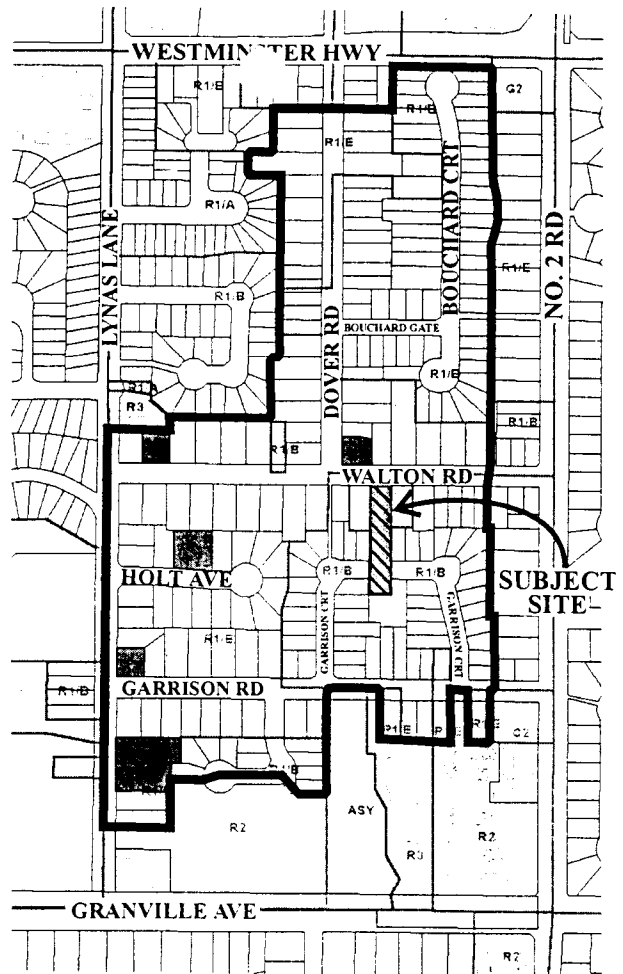 WESTMINSTER HWY
R1/E
G2
R1/E
R1/E
LYNAS LANE
R1/A
BOUCHARD CRT
NO. 2 RD
R1/E
R1/B
DOVER RD
BOUCHARD GATE
R1/E
R3
R1/B
R1/B
WALTON RD
HOLT AVE
R1/B
R1/B
SUBJECT
SITE
GARRISON CRT
GARRISON CRT
R1/E
R1/B
GARRISON RD
R1/E
R1/E
C2
R2
ASY
R3
R2
GRANVILLE AVE
R2